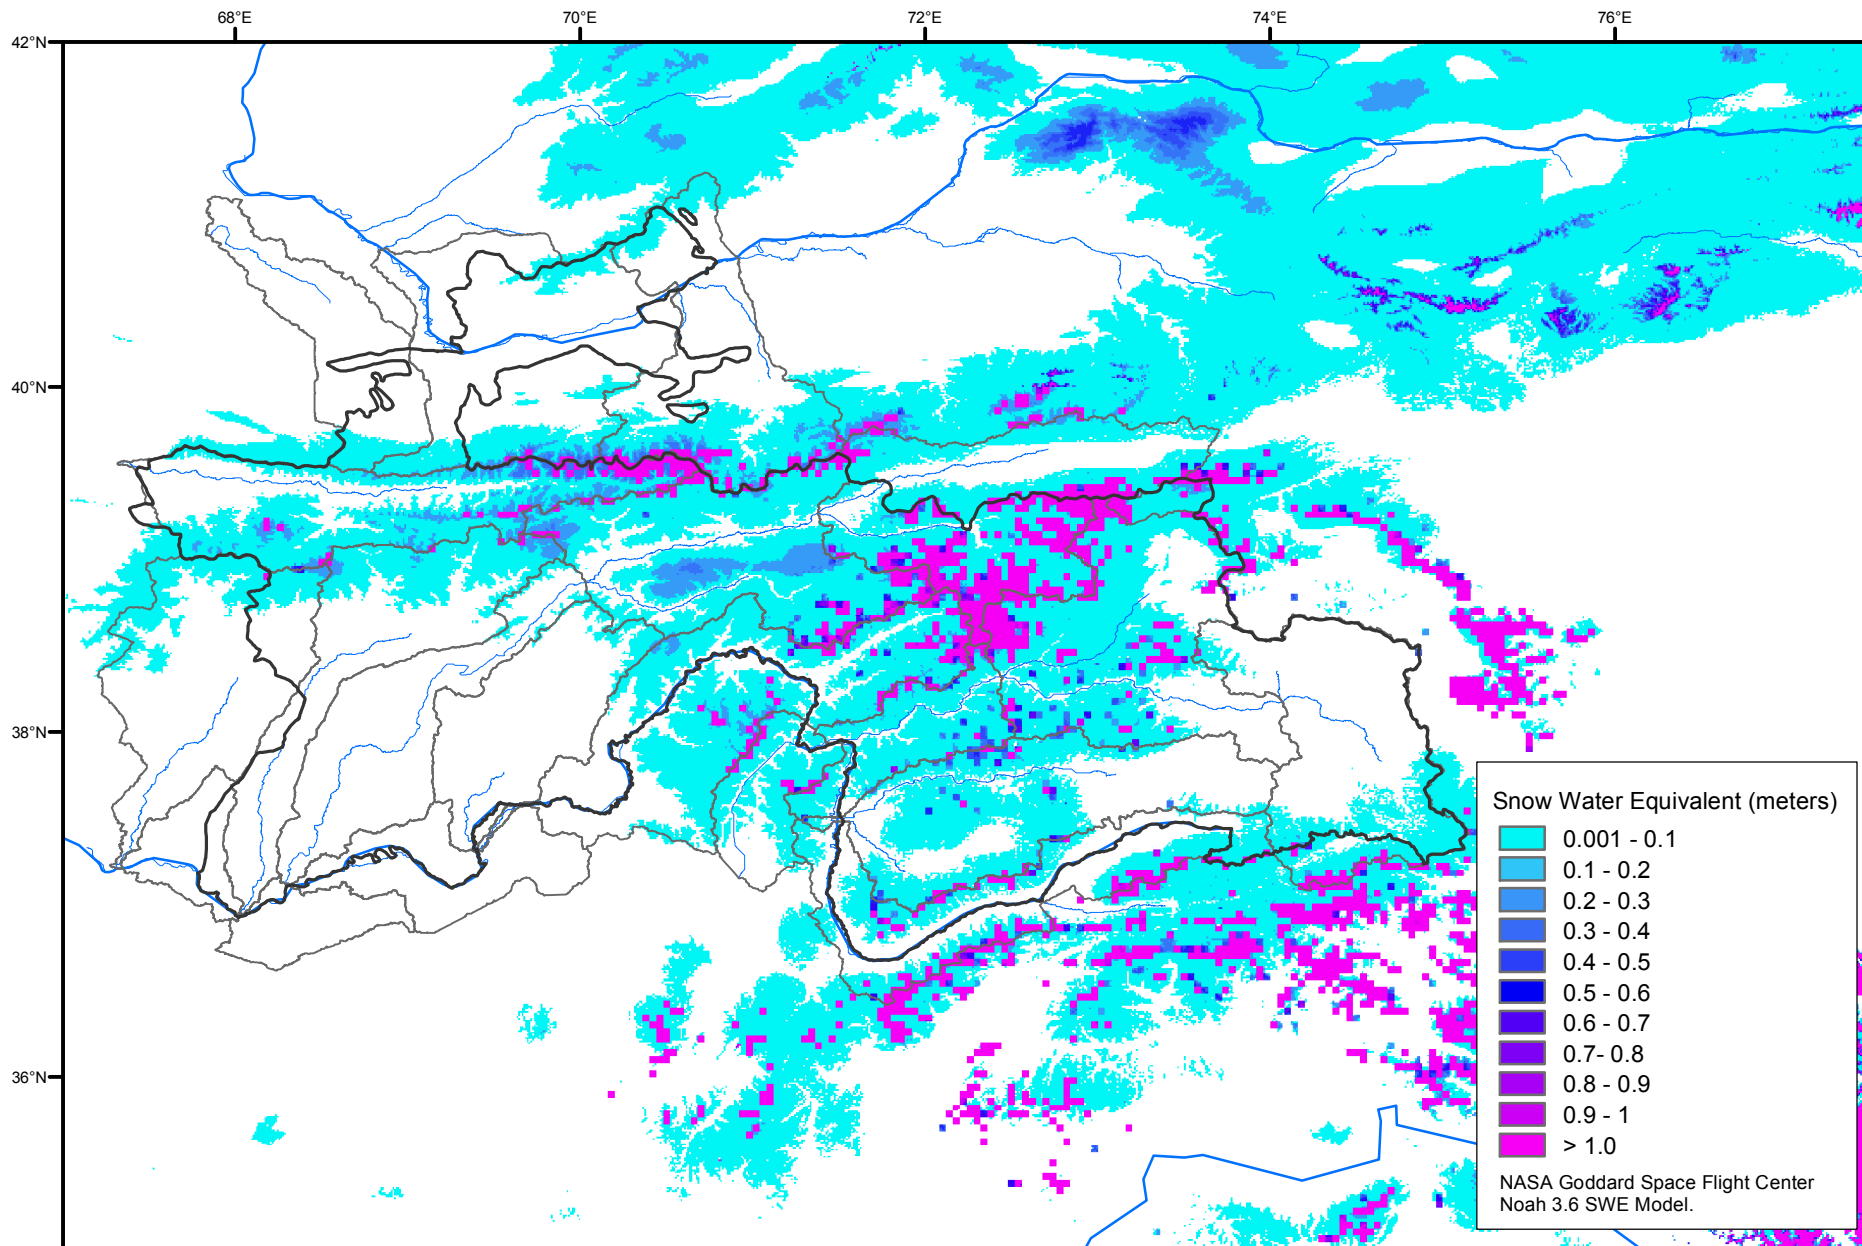 68°E 70°E 72°E 74°E 76°E
42°N
40°N
38°N
36°N
Snow Water Equivalent (meters)
0.001 - 0.1
0.1 - 0.2
0.2 - 0.3
0.3 - 0.4
0.4 - 0.5
0.5 - 0.6
0.6 - 0.7
0.7- 0.8
0.8 - 0.9
0.9 - 1
> 1.0
NASA Goddard Space Flight Center
Noah 3.6 SWE Model.